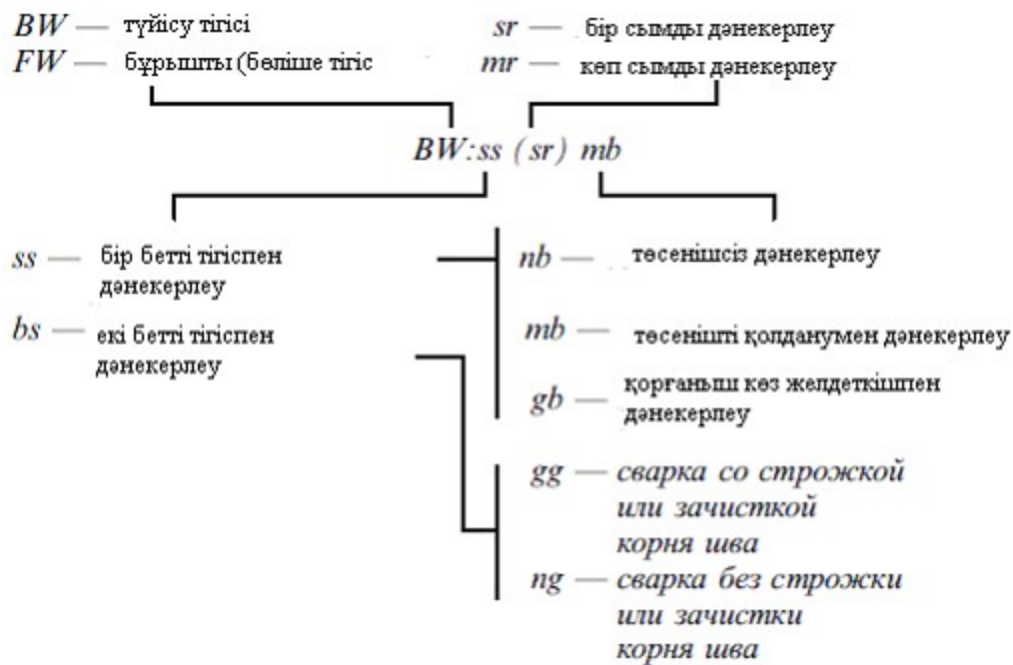 BW — түйісу тігісі
FW — бұрышты (бөліше тігіс
sr — бір сымды дәнекерлеу
mr — көп сымды дәнекерлеу
BW:ss (sr) mb
ss — бір бетті тігіспен
дәнекерлеу
bs — екі бетті тігіспен
дәнекерлеу
nb — төсенішсіз дәнекерлеу
mb — төсенішті қолданумен дәнекерлеу
gb — қорғаныш көз желдеткішпен
дәнекерлеу
gg — сварка со строжкой
или зачисткой
корня шва
ng — сварка без строжки
или зачистки
корня шва